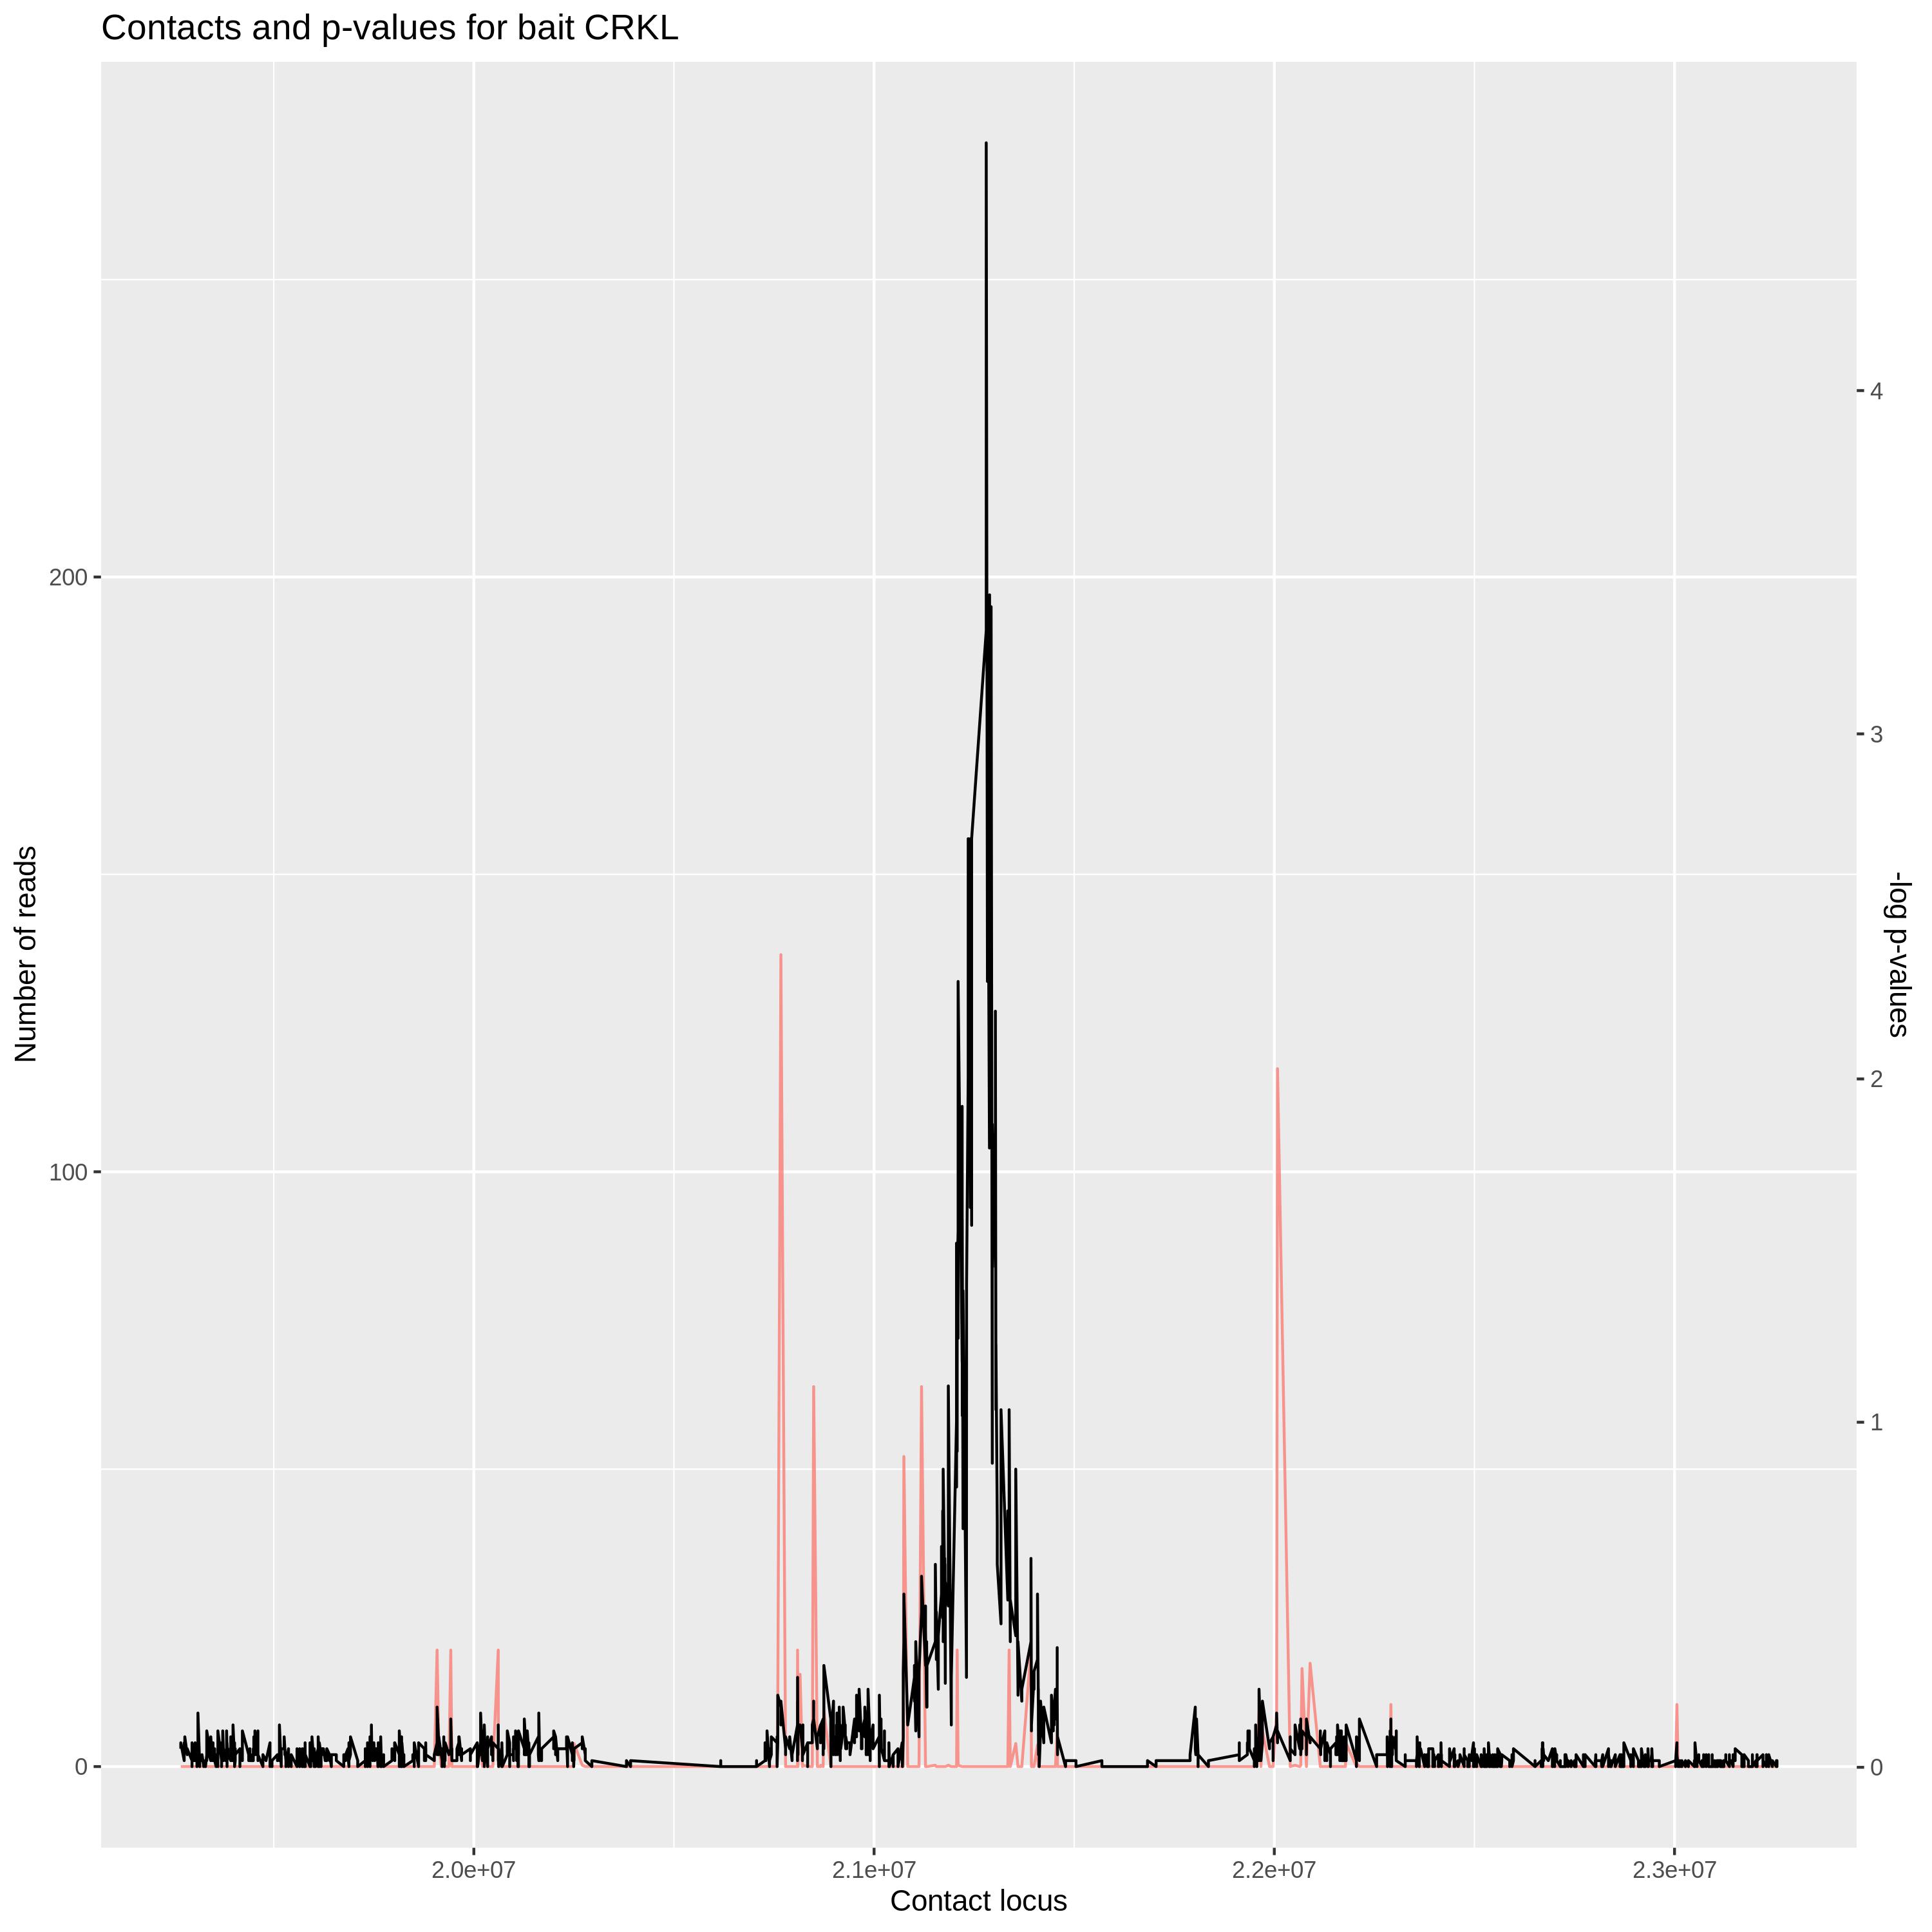 Contacts and p-values for bait CRKL
Number of reads
200
100
0
4
3
2
1
0
-log p-values
2.0e+07
2.1e+07
2.2e+07
2.3e+07
Contact locus